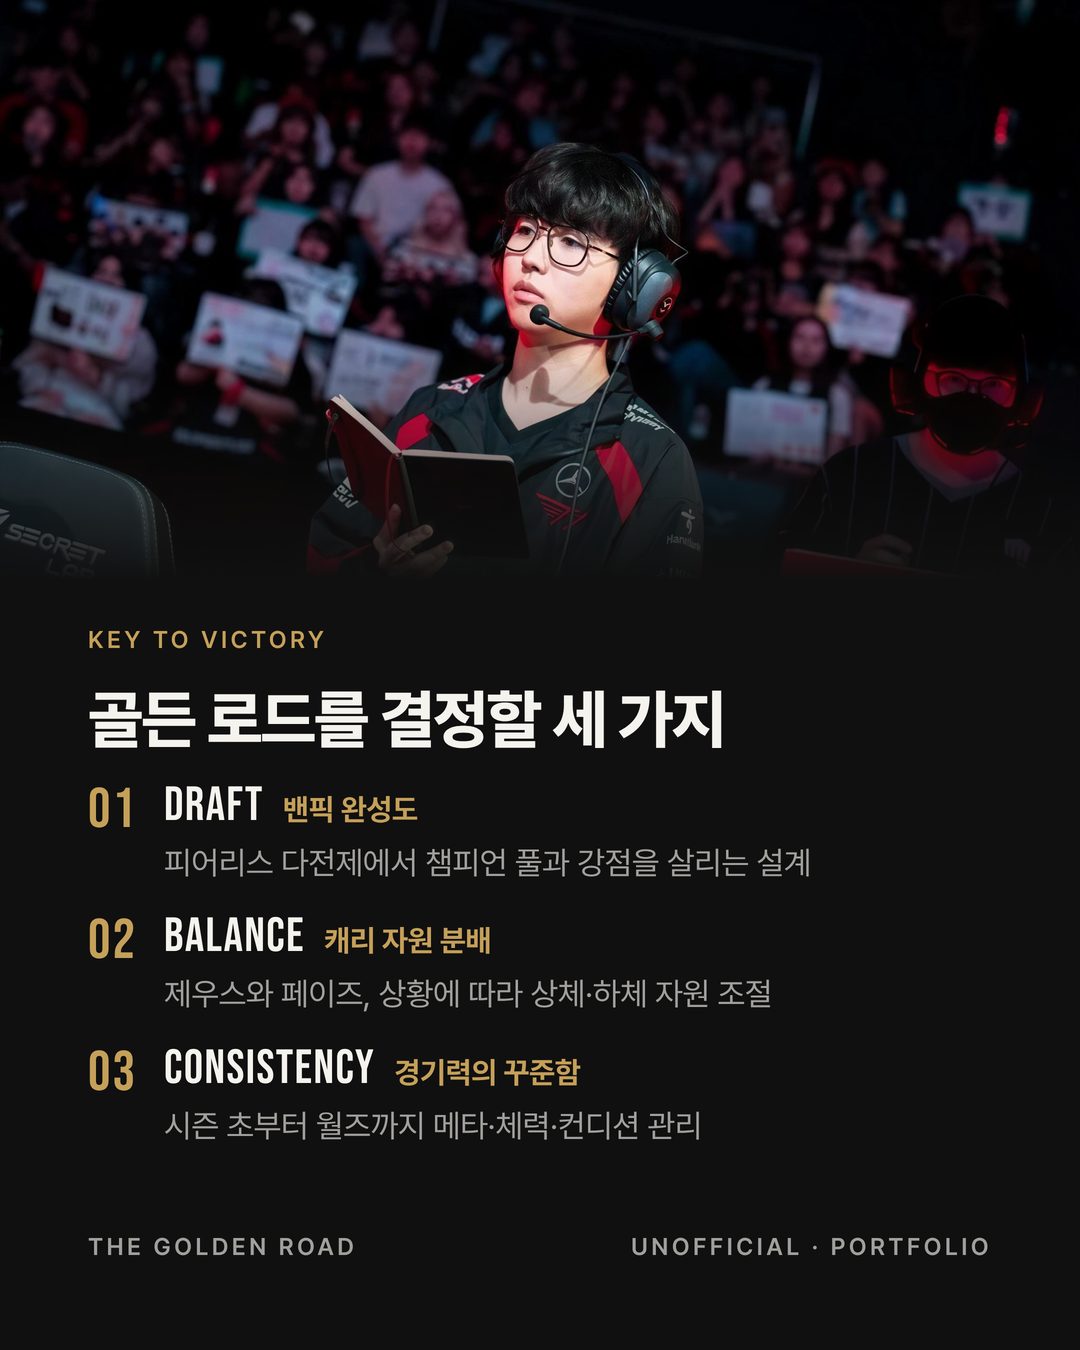 SECRET
LAB
KEY TO VICTORY
골든 로드를 결정할 세 가지
01 DRAFT 밴픽 완성도
피어리스 다전제에서 챔피언 풀과 강점을 살리는 설계
02 BALANCE 캐리 자원 분배
제우스와 페이즈, 상황에 따라 상체·하체 자원 조절
03 CONSISTENCY 경기력의 꾸준함
시즌 초부터 월즈까지 메타·체력·컨디션 관리
THE GOLDEN ROAD
UNOFFICIAL · PORTFOLIO